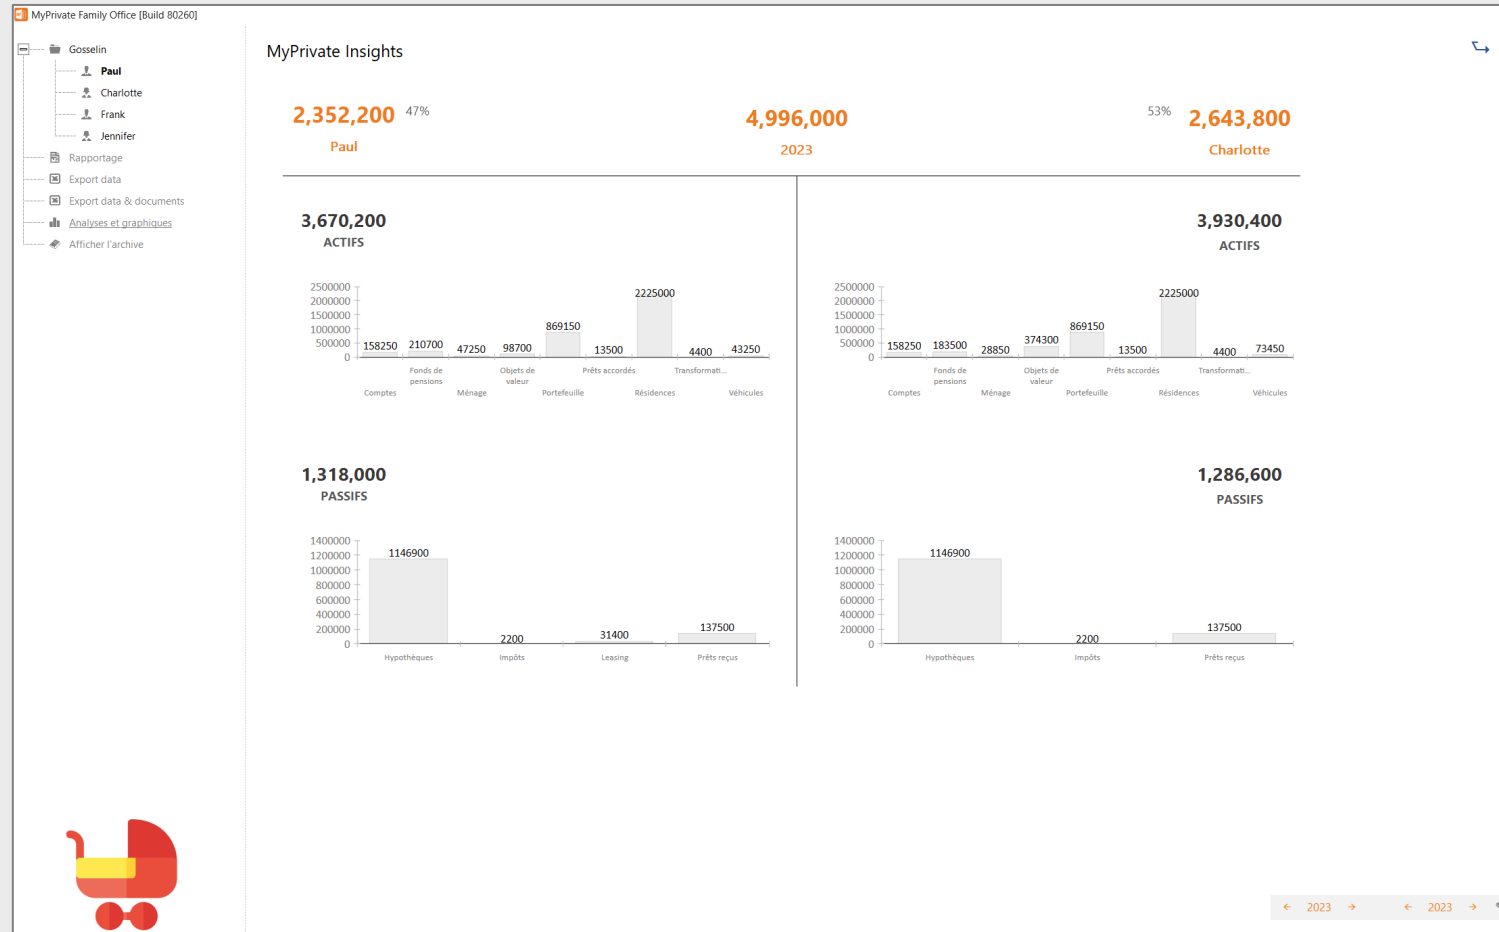 MyPrivate Family Office [Build 80260]
Gosselin
Paul
Charlotte
Frank
Jennifer
Rapportage
Export data
Export data & documents
Analyses et graphiques
Afficher l'archive
MyPrivate Insights
2,352,200 47%
Paul
4,996,000
2023
53% 2,643,800
Charlotte
3,670,200
ACTIFS
2500000
2000000
1500000
1000000
500000
0
158250 210700 47250 98700 869150 13500 2225000 4400 43250
Fonds de pensions Objets de valeur Prêts accordés Transformati...
Comptes Ménage Portefeuille Résidences Véhicules
3,930,400
ACTIFS
2500000
2000000
1500000
1000000
500000
0
158250 183500 28850 374300 869150 13500 2225000 4400 73450
Fonds de pensions Objets de valeur Prêts accordés Transformati...
Comptes Ménage Portefeuille Résidences Véhicules
1,318,000
PASSIFS
1400000
1200000
1000000
800000
600000
400000
200000
0
1146900 2200 31400 137500
Hypothèques Impôts Leasing Prêts reçus
1,286,600
PASSIFS
1400000
1200000
1000000
800000
600000
400000
200000
0
1146900 2200 137500
Hypothèques Impôts Prêts reçus
← 2023 → ← 2023 →